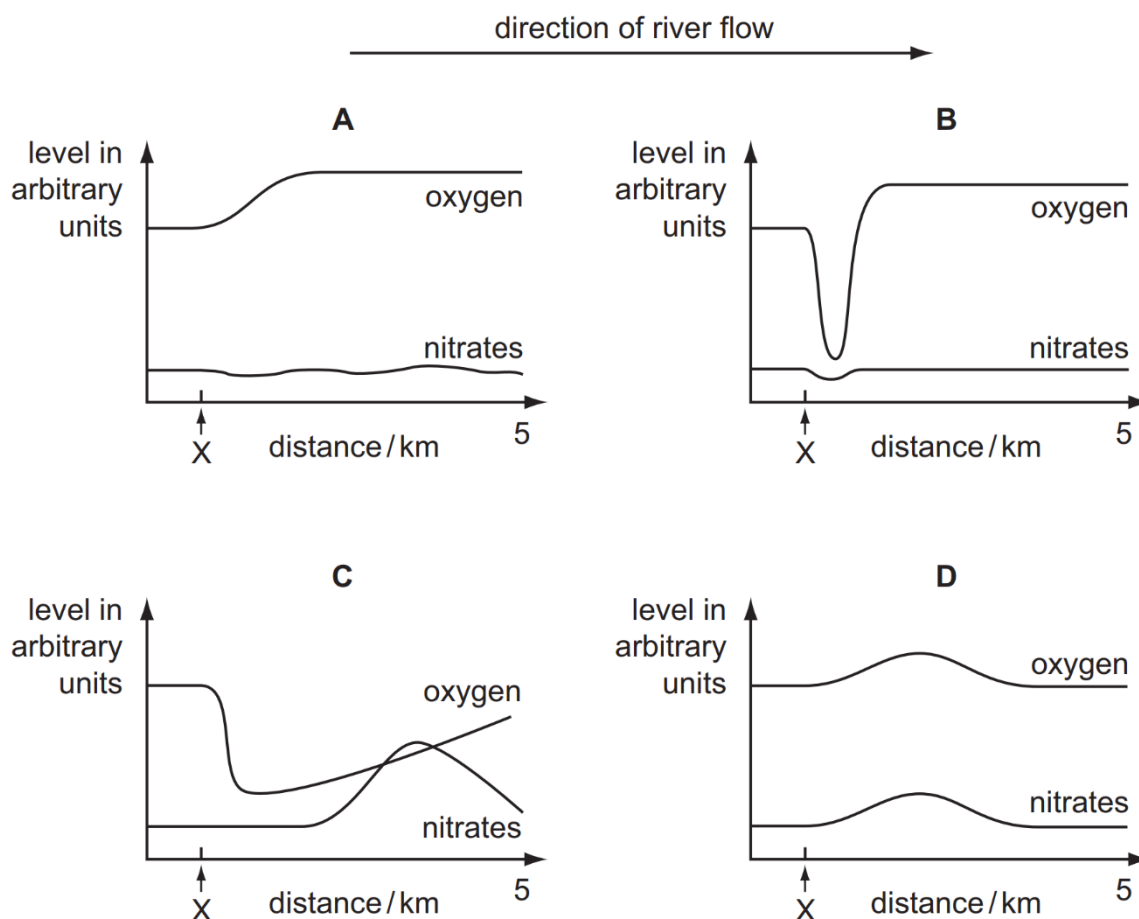 direction of river flow
A
level in
arbitrary
units
oxygen
nitrates
5
X
distance / km
B
level in
arbitrary
units
oxygen
nitrates
5
X
distance / km
C
level in
arbitrary
units
oxygen
nitrates
5
X
distance / km
D
level in
arbitrary
units
oxygen
nitrates
5
X
distance / km